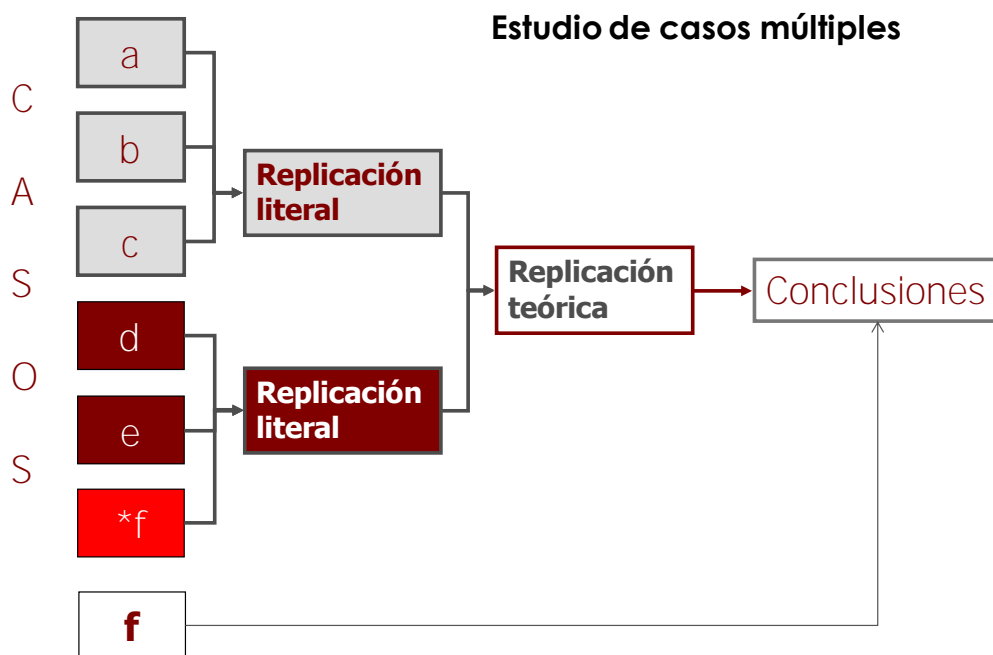 Estudio de casos múltiples
C
A
S
O
S
a
b
c
d
e
*f
f
Replicación
literal
Replicación
literal
Replicación
teórica
Conclusiones